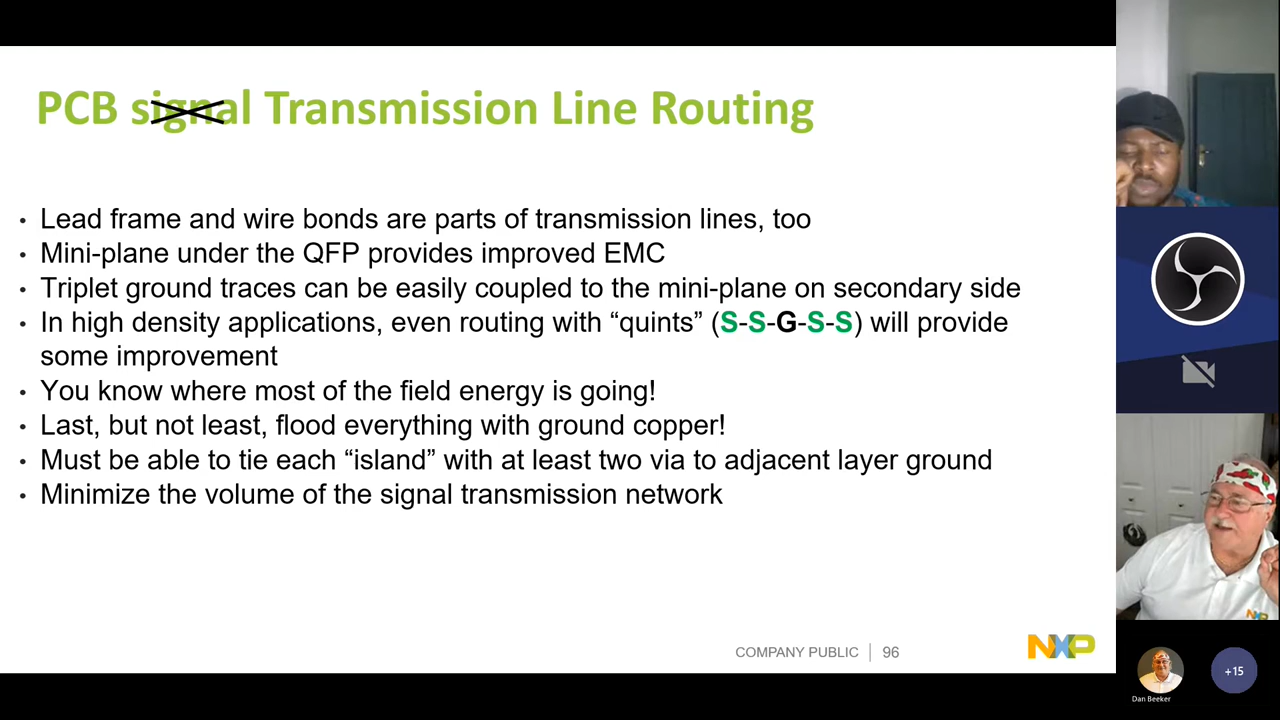 PCB signal Transmission Line Routing
• Lead frame and wire bonds are parts of transmission lines, too
• Mini-plane under the QFP provides improved EMC
• Triplet ground traces can be easily coupled to the mini-plane on secondary side
• In high density applications, even routing with “quints” (S-S-G-S-S) will provide
some improvement
• You know where most of the field energy is going!
• Last, but not least, flood everything with ground copper!
• Must be able to tie each “island” with at least two via to adjacent layer ground
• Minimize the volume of the signal transmission network
COMPANY PUBLIC | 96
NXP
NXP
Dan Beeker
+15